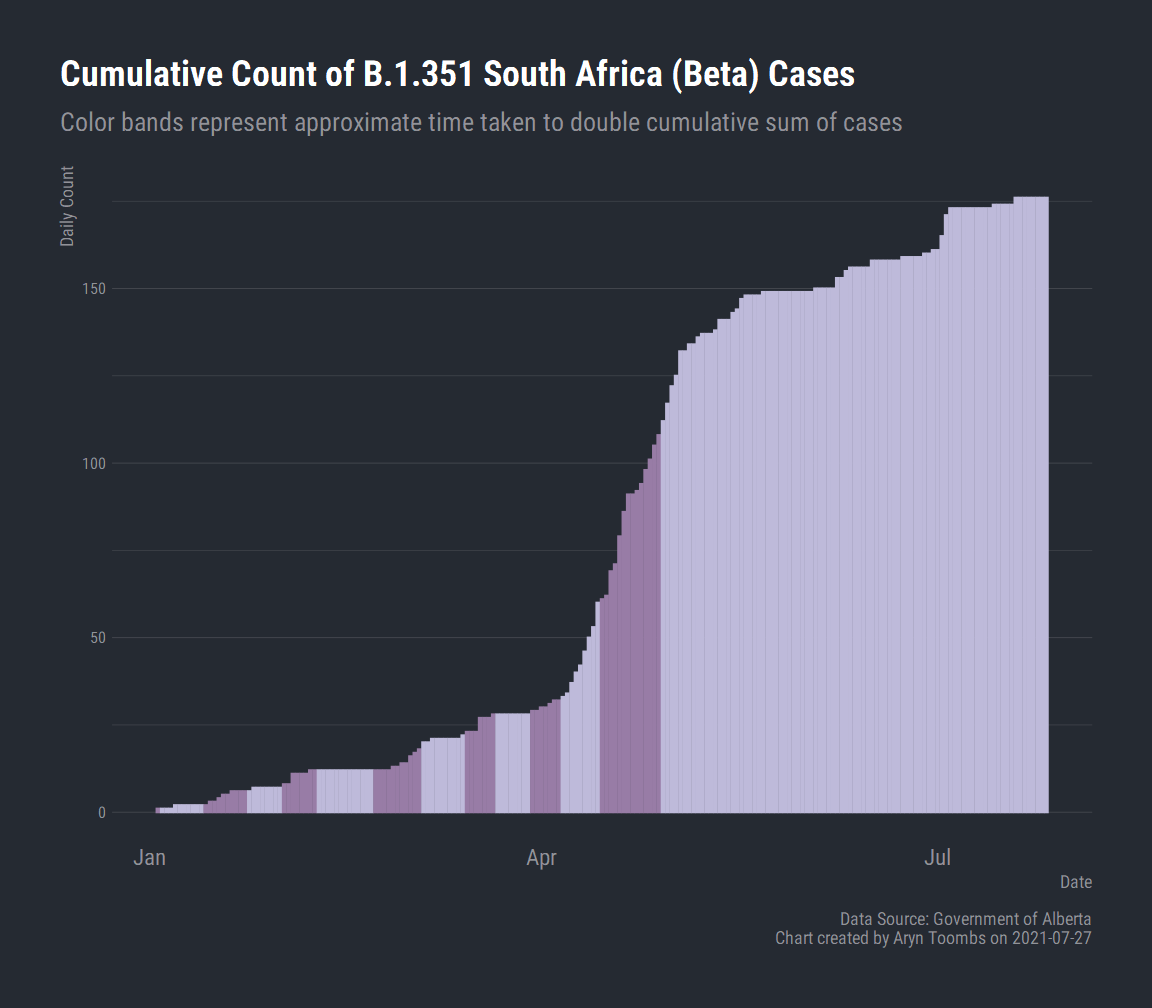 Cumulative Count of B.1.351 South Africa (Beta) Cases
Color bands represent approximate time taken to double cumulative sum of cases
Daily Count
150
100
50
0
Jan Apr Jul
Date
Data Source: Government of Alberta
Chart created by Aryn Toombs on 2021-07-27